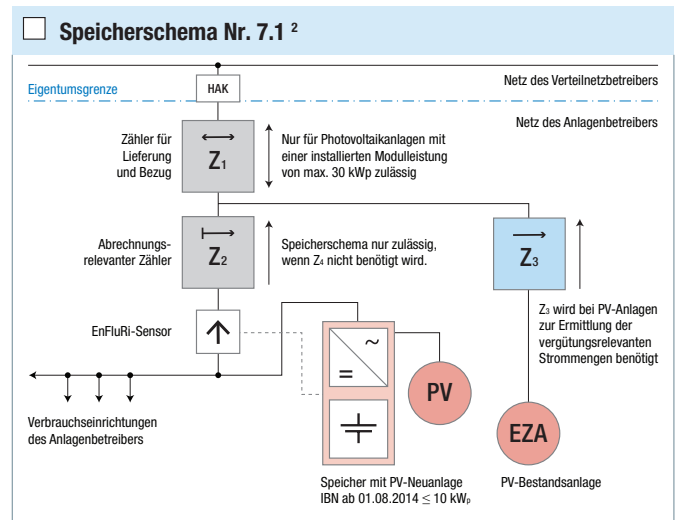 Speicherschema Nr. 7.1 ²
Netz des Verteilnetzbetreibers
Eigentumsgrenze
HAK
Netz des Anlagenbetreibers
Zähler für
Lieferung
und Bezug
Z₁
Nur für Photovoltaikanlagen mit
einer installierten Modulleistung
von max. 30 kWp zulässig
Abrechnungs-
relevanter Zähler
Z₂
Speicherschema nur zulässig,
wenn Z₄ nicht benötigt wird.
Z₃
EnFluRi-Sensor
Z₃ wird bei PV-Anlagen
zur Ermittlung der
vergütungsrelevanten
Strommengen benötigt
~
=
PV
EZA
Verbrauchseinrichtungen
des Anlagenbetreibers
Speicher mit PV-Neuanlage
IBN ab 01.08.2014 ≤ 10 kWₚ
PV-Bestandsanlage